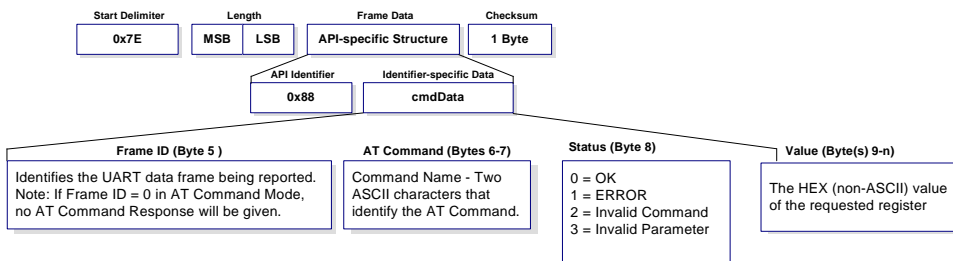 Start Delimiter
Length
Frame Data
Checksum
0x7E
MSB
LSB
API-specific Structure
1 Byte
API Identifier
Identifier-specific Data
0x88
cmdData
Frame ID (Byte 5 )
Identifies the UART data frame being reported.
Note: If Frame ID = 0 in AT Command Mode,
no AT Command Response will be given.
AT Command (Bytes 6-7)
Command Name - Two
ASCII characters that
identify the AT Command.
Status (Byte 8)
0 = OK
1 = ERROR
2 = Invalid Command
3 = Invalid Parameter
Value (Byte(s) 9-n)
The HEX (non-ASCII) value
of the requested register